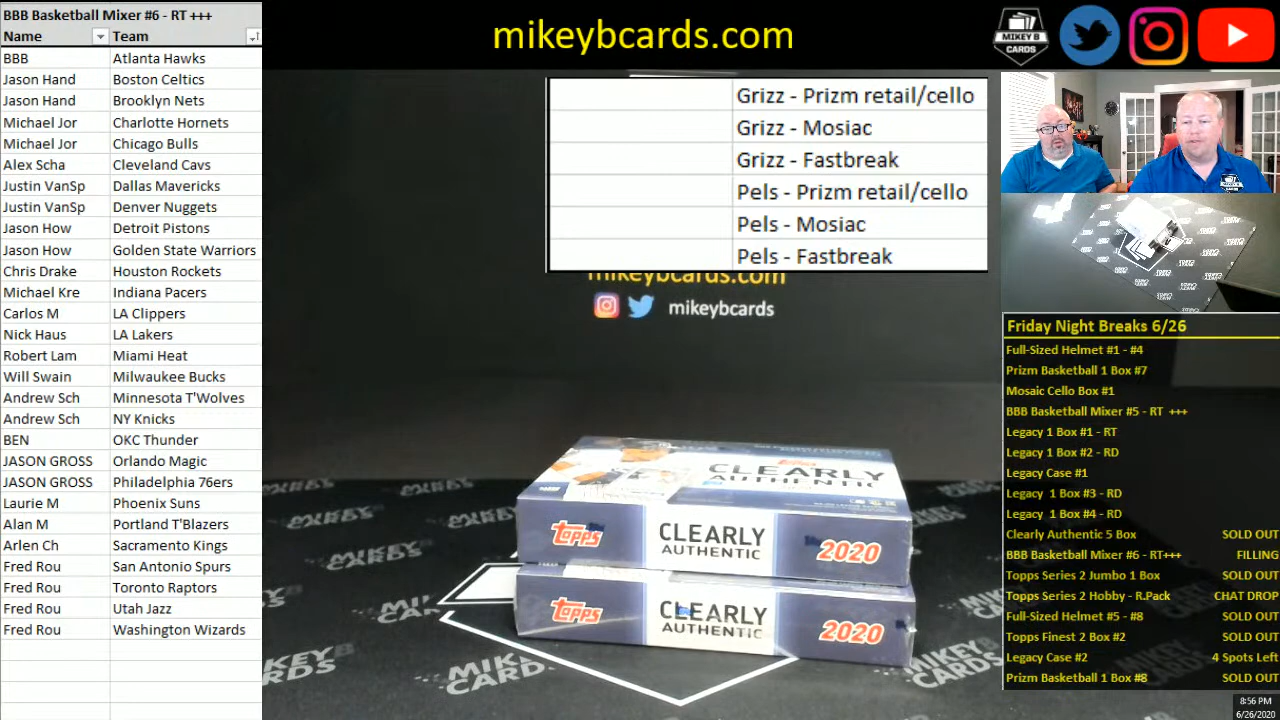 BBB Basketball Mixer #6 - RT +++
Name Team
BBB Atlanta Hawks
Jason Hand Boston Celtics
Jason Hand Brooklyn Nets
Michael Jor Charlotte Hornets
Michael Jor Chicago Bulls
Alex Scha Cleveland Cavs
Justin VanSp Dallas Mavericks
Justin VanSp Denver Nuggets
Jason How Detroit Pistons
Jason How Golden State Warriors
Chris Drake Houston Rockets
Michael Kre Indiana Pacers
Carlos M LA Clippers
Nick Haus LA Lakers
Robert Lam Miami Heat
Will Swain Milwaukee Bucks
Andrew Sch Minnesota T'Wolves
Andrew Sch NY Knicks
BEN OKC Thunder
JASON GROSS Orlando Magic
JASON GROSS Philadelphia 76ers
Laurie M Phoenix Suns
Alan M Portland T'Blazers
Arlen Ch Sacramento Kings
Fred Rou San Antonio Spurs
Fred Rou Toronto Raptors
Fred Rou Utah Jazz
Fred Rou Washington Wizards
mikeybcards.com
MIKEY B
CARDS
Grizz - Prizm retail/cello
Grizz - Mosiac
Grizz - Fastbreak
Pels - Prizm retail/cello
Pels - Mosiac
Pels - Fastbreak
mikeybcards.com
mikeybcards
Topps
CLEARLY
AUTHENTIC
Topps
CLEARLY
AUTHENTIC
2020
Topps
CLEARLY
AUTHENTIC
2020
MIKEY B
CARDS
MIKEY B
CARDS
MIKEY B
CARDS
Friday Night Breaks 6/26
Full-Sized Helmet #1 - #4
Prizm Basketball 1 Box #7
Mosaic Cello Box #1
BBB Basketball Mixer #5 - RT +++
Legacy 1 Box #1 - RT
Legacy 1 Box #2 - RD
Legacy Case #1
Legacy 1 Box #3 - RD
Legacy 1 Box #4 - RD
Clearly Authentic 5 Box SOLD OUT
BBB Basketball Mixer #6 - RT+++ FILLING
Topps Series 2 Jumbo 1 Box SOLD OUT
Topps Series 2 Hobby - R.Pack CHAT DROP
Full-Sized Helmet #5 - #8 SOLD OUT
Topps Finest 2 Box #2 SOLD OUT
Legacy Case #2 4 Spots Left
Prizm Basketball 1 Box #8 SOLD OUT
8:56 PM
6/26/2020